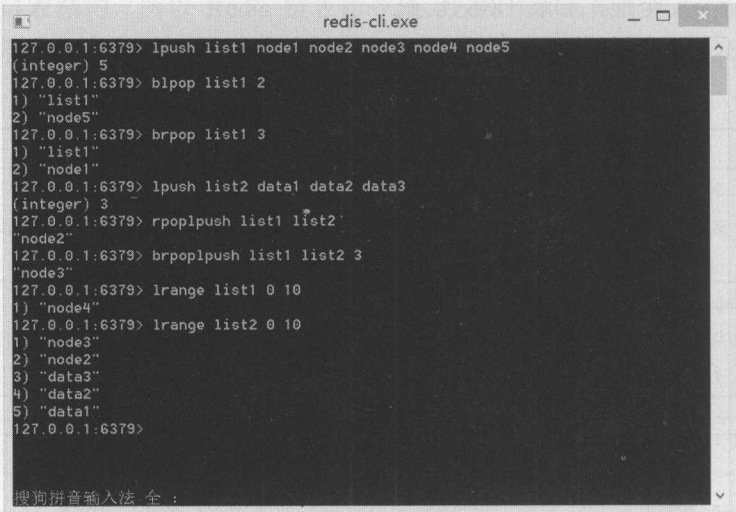 redis-cli.exe
127.0.0.1:6379> lpush list1 node1 node2 node3 node4 node5
(integer) 5
127.0.0.1:6379> blpop list1 2
1) "list1"
2) "node5"
127.0.0.1:6379> brpop list1 3
1) "list1"
2) "node1"
127.0.0.1:6379> lpush list2 data1 data2 data3
(integer) 3
127.0.0.1:6379> rpoplpush list1 list2
"node2"
127.0.0.1:6379> brpoplpush list1 list2 3
"node3"
127.0.0.1:6379> lrange list1 0 10
1) "node4"
127.0.0.1:6379> lrange list2 0 10
1) "node3"
2) "node2"
3) "data3"
4) "data2"
5) "data1"
127.0.0.1:6379>
搜狗拼音输入法 全 :